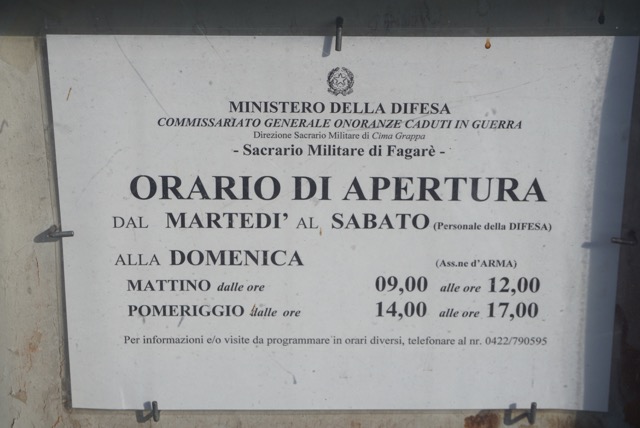 MINISTERO DELLA DIFESA
COMMISSARIATO GENERALE ONORANZE CADUTI IN GUERRA
Direzione Sacrario Militare di Cima Grappa
- Sacrario Militare di Fagarè -
ORARIO DI APERTURA
DAL MARTEDI' AL SABATO (Personale della DIFESA)
ALLA DOMENICA (Ass.ne d'ARMA)
MATTINO dalle ore 09,00 alle ore 12,00
POMERIGGIO dalle ore 14,00 alle ore 17,00
Per informazioni e/o visite da programmare in orari diversi, telefonare al nr. 0422/790595